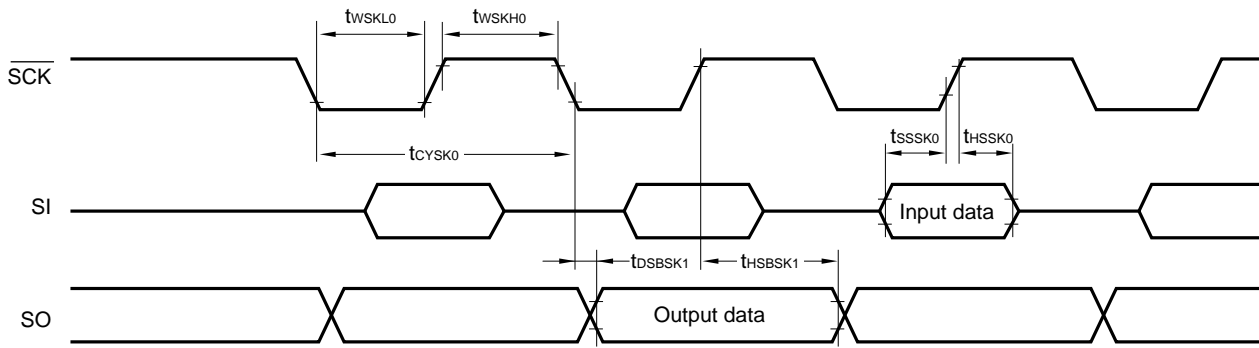 tWSKL0 tWSKH0
SCK
tSSSK0 tHSSK0
tCYSK0
SI Input data
tDSBSK1 tHSBSK1
SO Output data